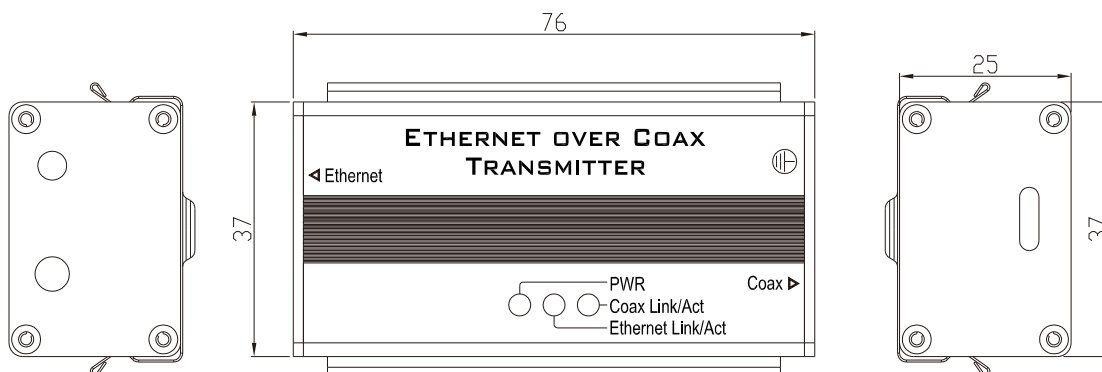 76
25
ETHERNET OVER COAX
TRANSMITTER
Ethernet
37
37
Coax
PWR
Coax Link/Act
Ethernet Link/Act